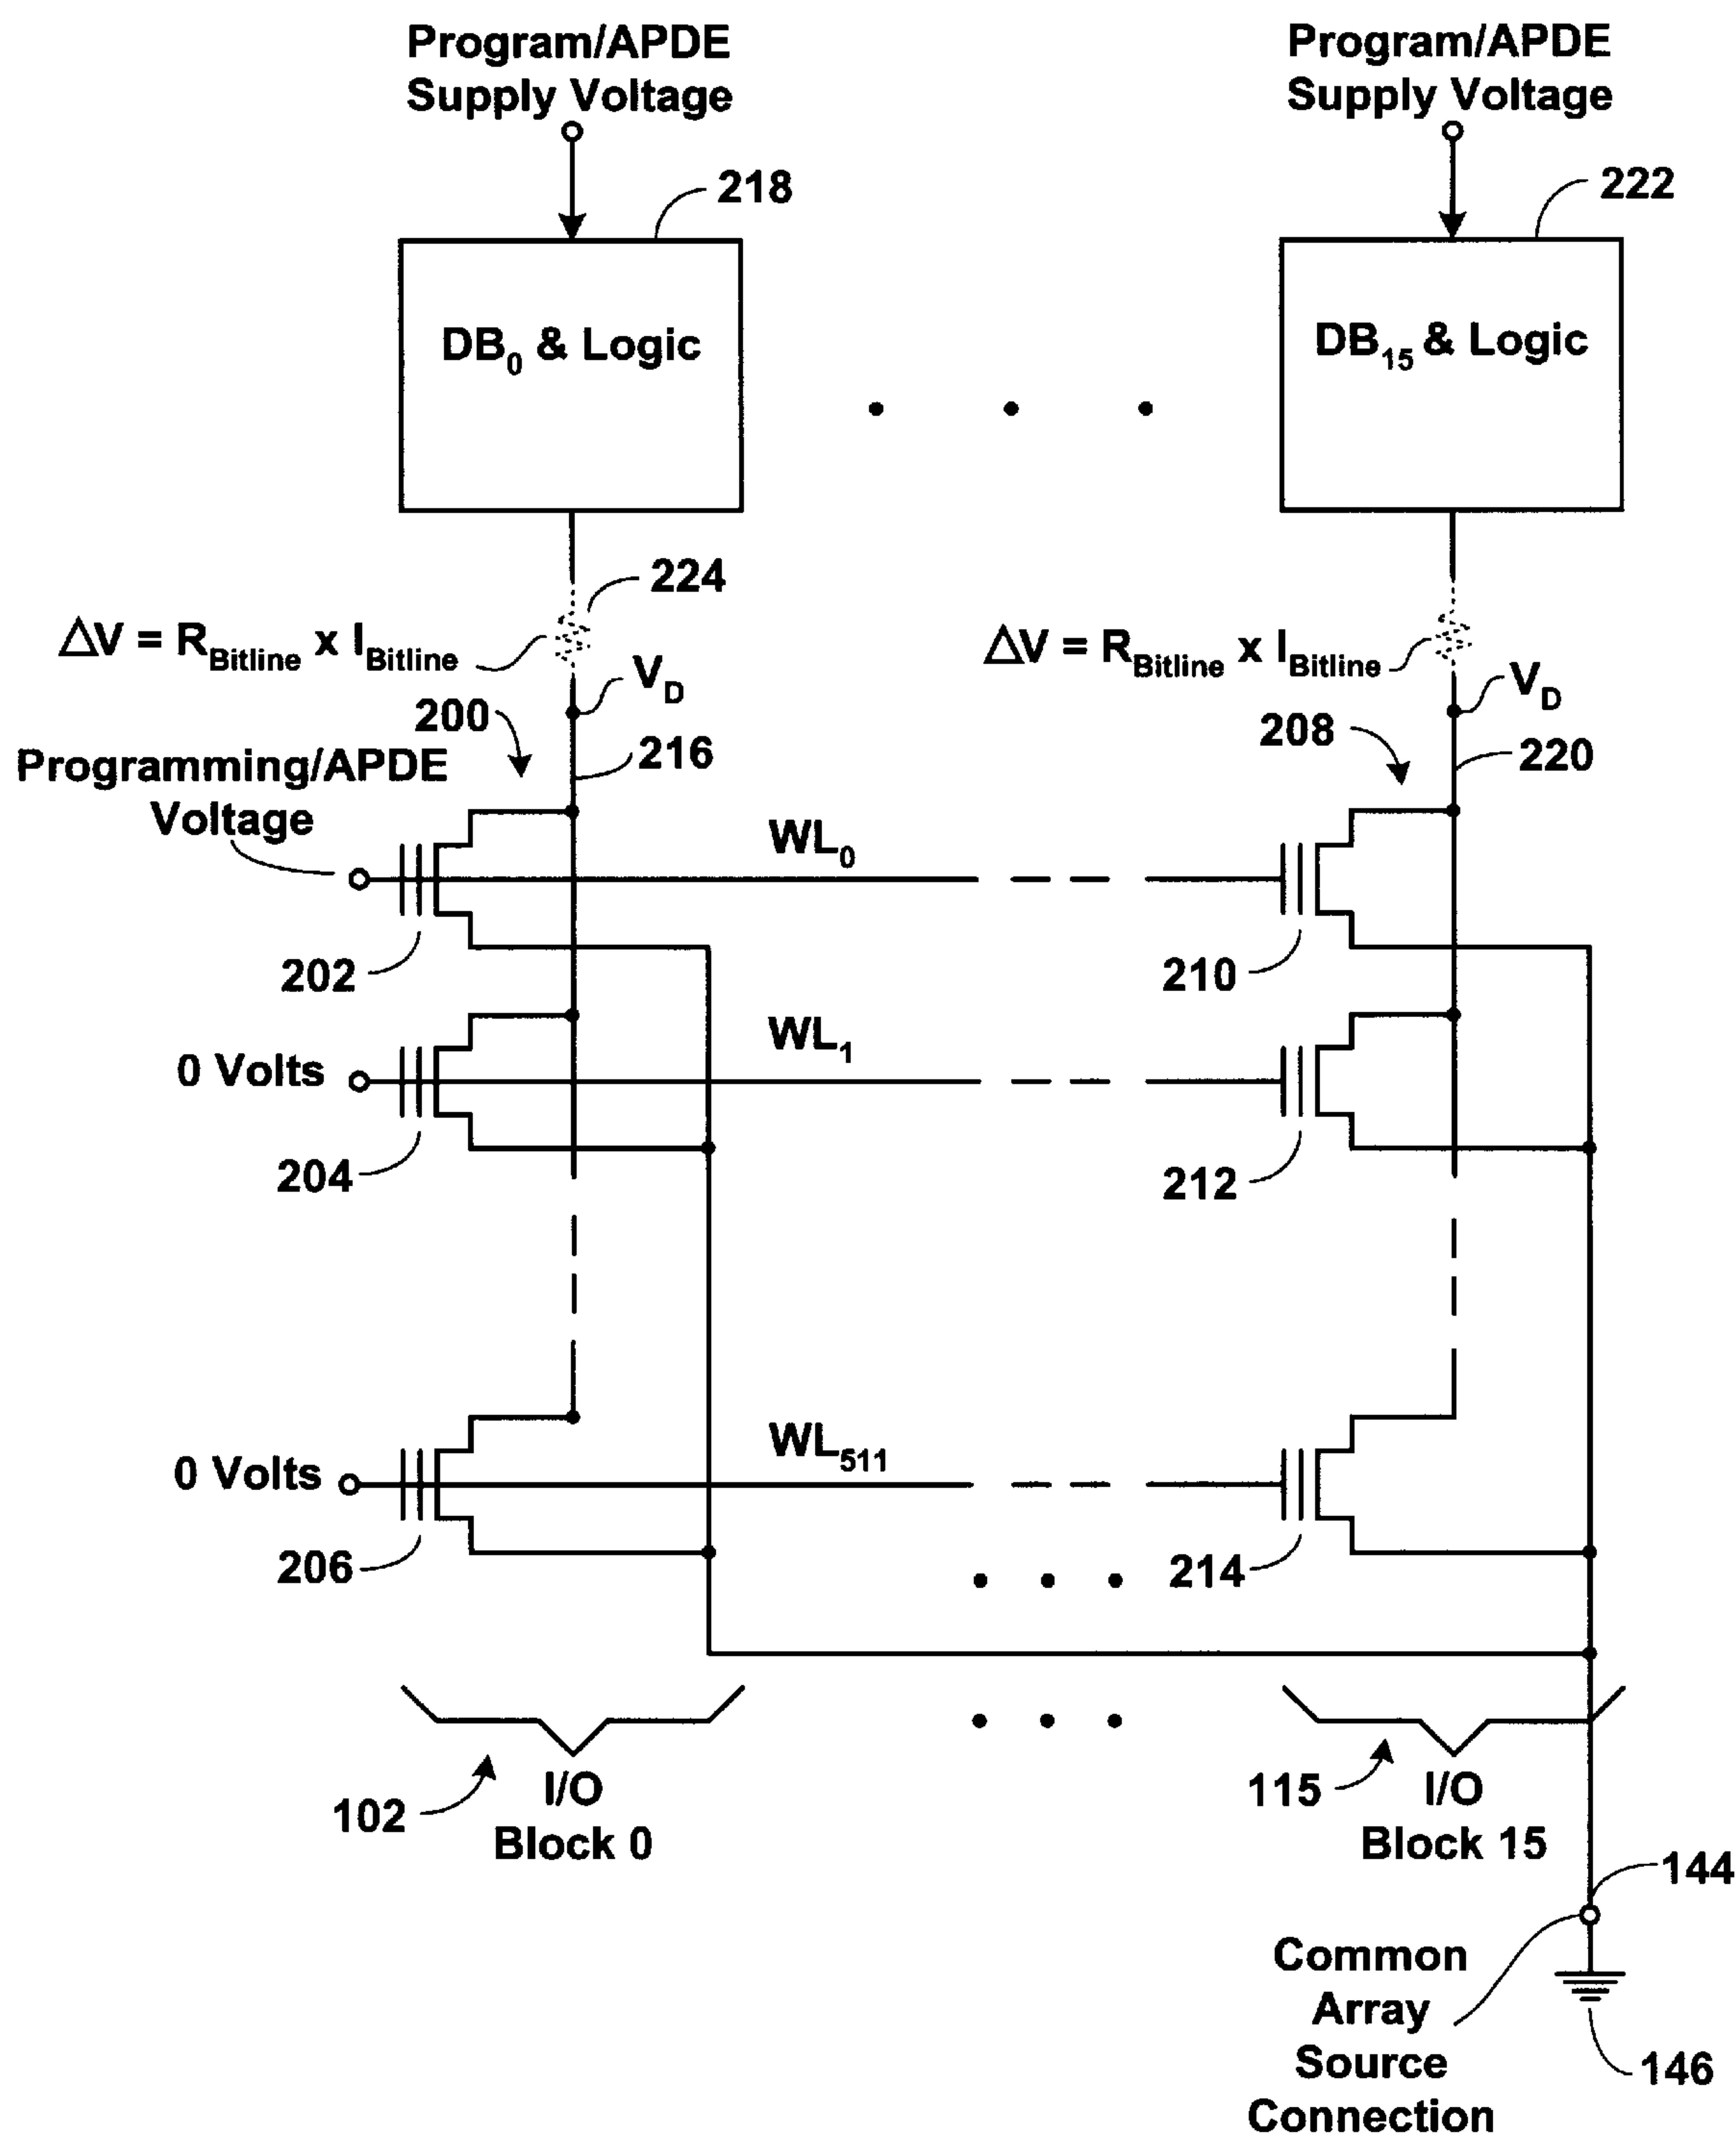 Program/APDE
Supply Voltage
Program/APDE
Supply Voltage
218
222
DB0 & Logic
DB15 & Logic
224
ΔV = RBitline x IBitline
VD
ΔV = RBitline x IBitline
VD
200
216
208
220
Programming/APDE
Voltage
WL0
202
210
0 Volts
WL1
204
212
0 Volts
WL511
206
214
102
I/O
Block 0
115
I/O
Block 15
144
Common
Array
Source
Connection
146